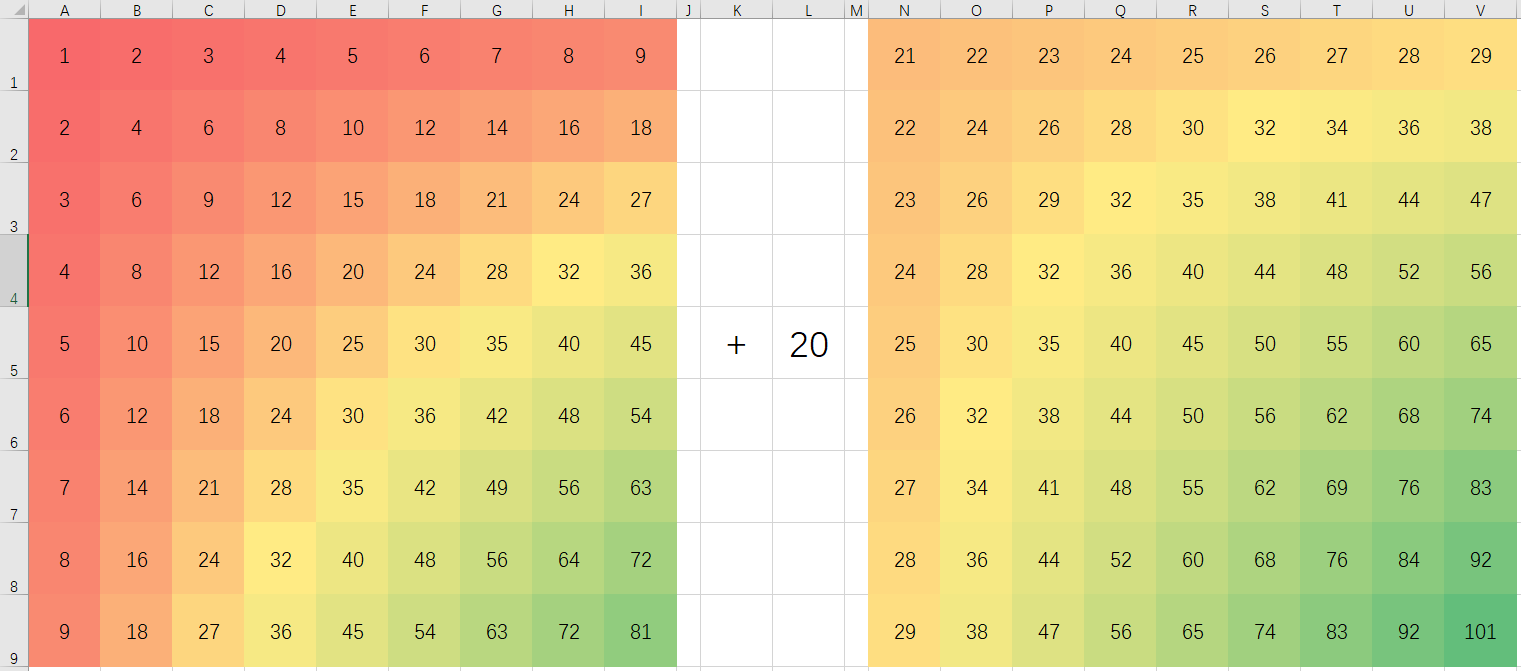 A B C D E F G H I J K L M N O P Q R S T U V
1 1 2 3 4 5 6 7 8 9 21 22 23 24 25 26 27 28 29
2 2 4 6 8 10 12 14 16 18 22 24 26 28 30 32 34 36 38
3 3 6 9 12 15 18 21 24 27 23 26 29 32 35 38 41 44 47
4 4 8 12 16 20 24 28 32 36 24 28 32 36 40 44 48 52 56
5 5 10 15 20 25 30 35 40 45 + 20 25 30 35 40 45 50 55 60 65
6 6 12 18 24 30 36 42 48 54 26 32 38 44 50 56 62 68 74
7 7 14 21 28 35 42 49 56 63 27 34 41 48 55 62 69 76 83
8 8 16 24 32 40 48 56 64 72 28 36 44 52 60 68 76 84 92
9 9 18 27 36 45 54 63 72 81 29 38 47 56 65 74 83 92 101